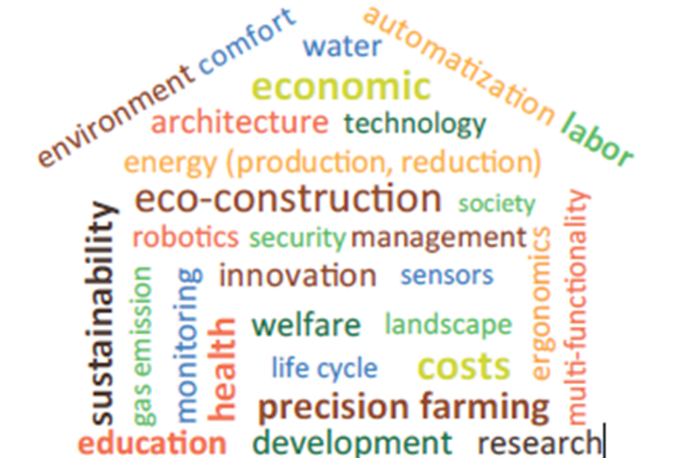 environment comfort
automatization labor
water
economic
architecture technology
energy (production, reduction)
eco-construction society
robotics security management
innovation sensors
welfare landscape
life cycle costs
precision farming
sustainability
gas emission
monitoring
health
ergonomics
multi-functionality
education development research